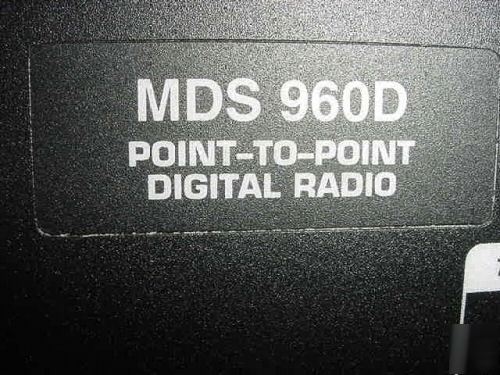 MDS 960D
POINT-TO-POINT
DIGITAL RADIO